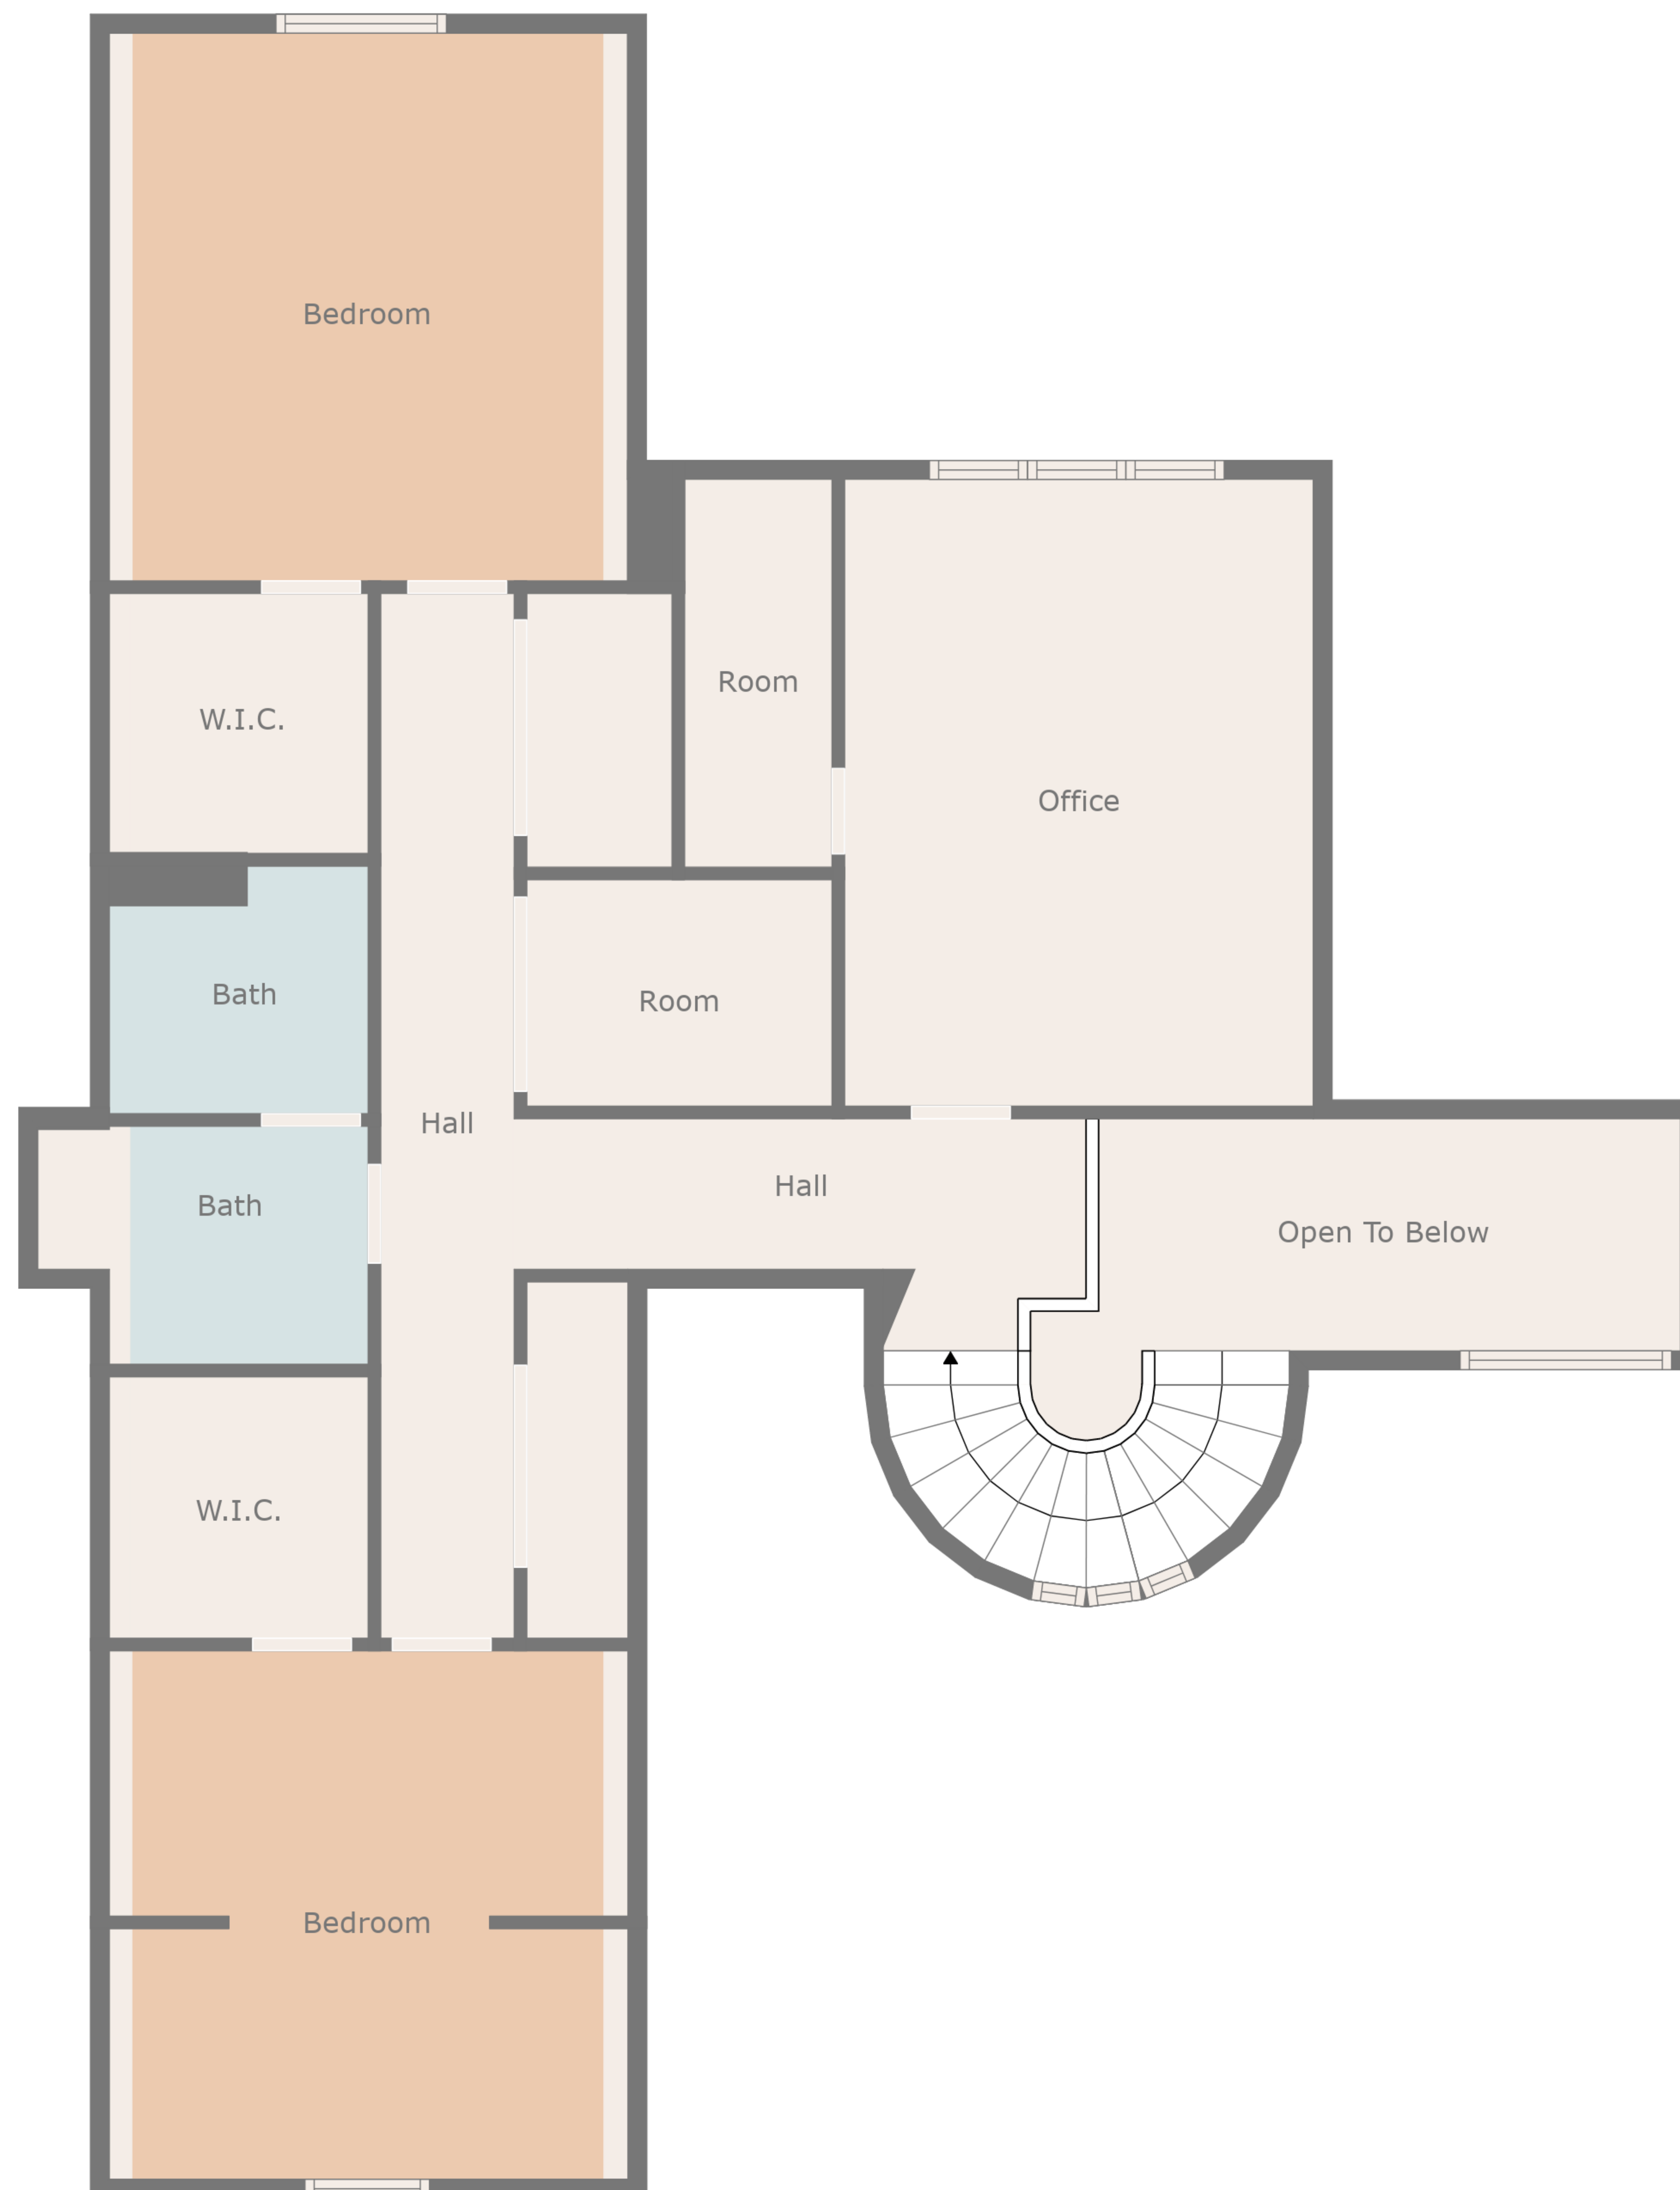 Bedroom
Room
W.I.C.
Office
Bath
Room
Hall
Hall
Bath
Open To Below
W.I.C.
Bedroom